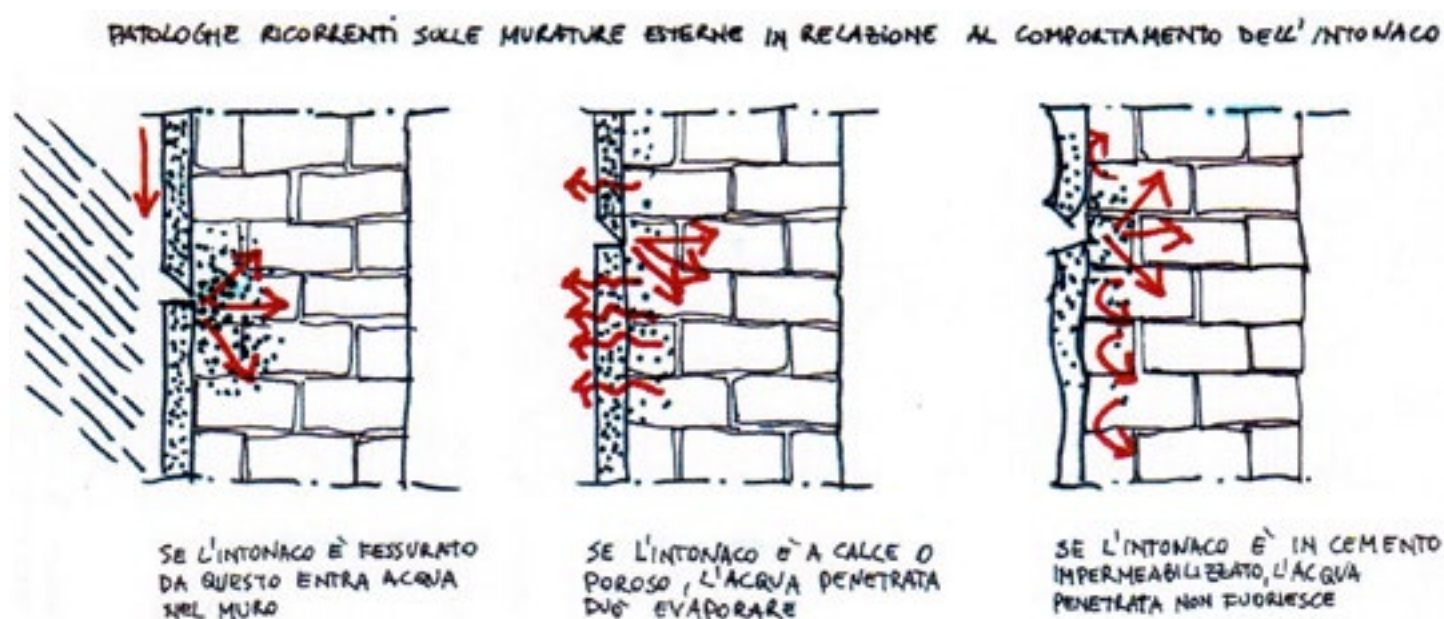 PATOLOGIE RICORRENTI SULLE MURATURE ESTERNE IN RELAZIONE AL COMPORTAMENTO DELL'INTONACO
SE L'INTONACO È FESSURATO
DA QUESTO ENTRA ACQUA
NEL MURO
SE L'INTONACO È A CALCE O
POROSO, L'ACQUA PENETRATA
PUÒ EVAPORARE
SE L'INTONACO È IN CEMENTO
IMPERMEABILIZZATO, L'ACQUA
PENETRATA NON FUORIESCE